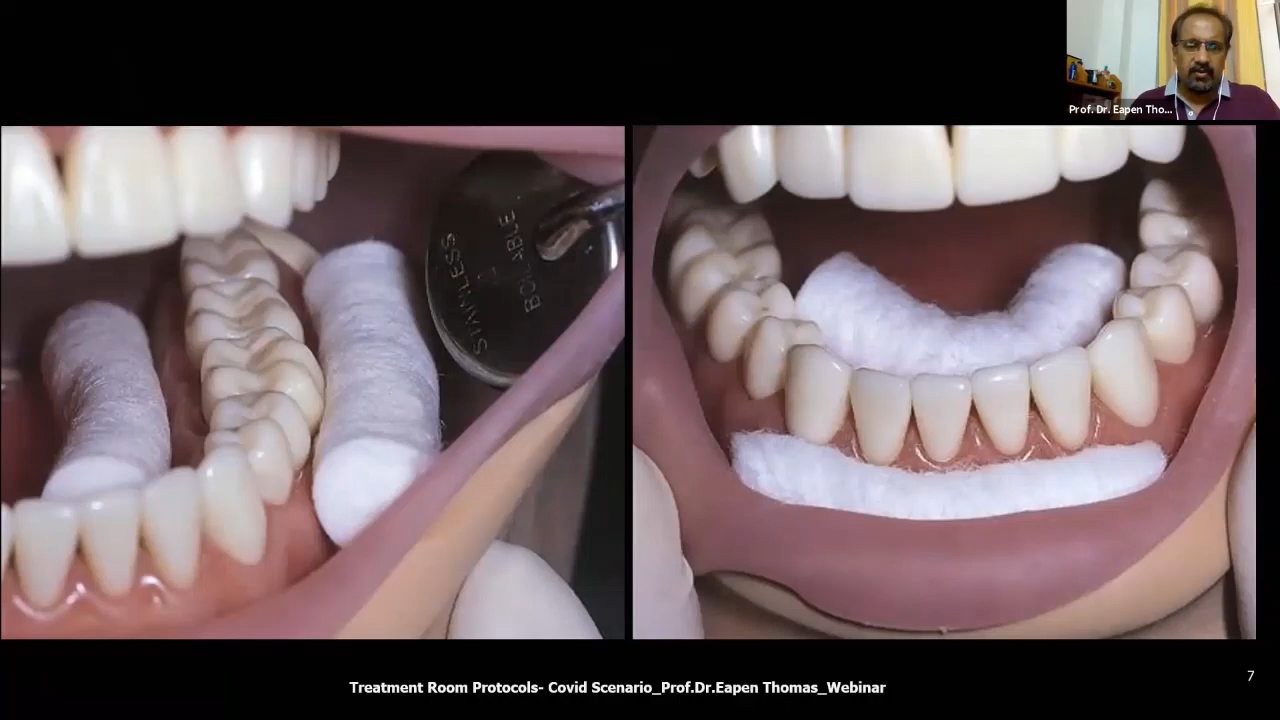 Prof. Dr. Eapen Tho...
STAINLESS
BOILABLE
Treatment Room Protocols- Covid Scenario_Prof.Dr.Eapen Thomas_Webinar
7